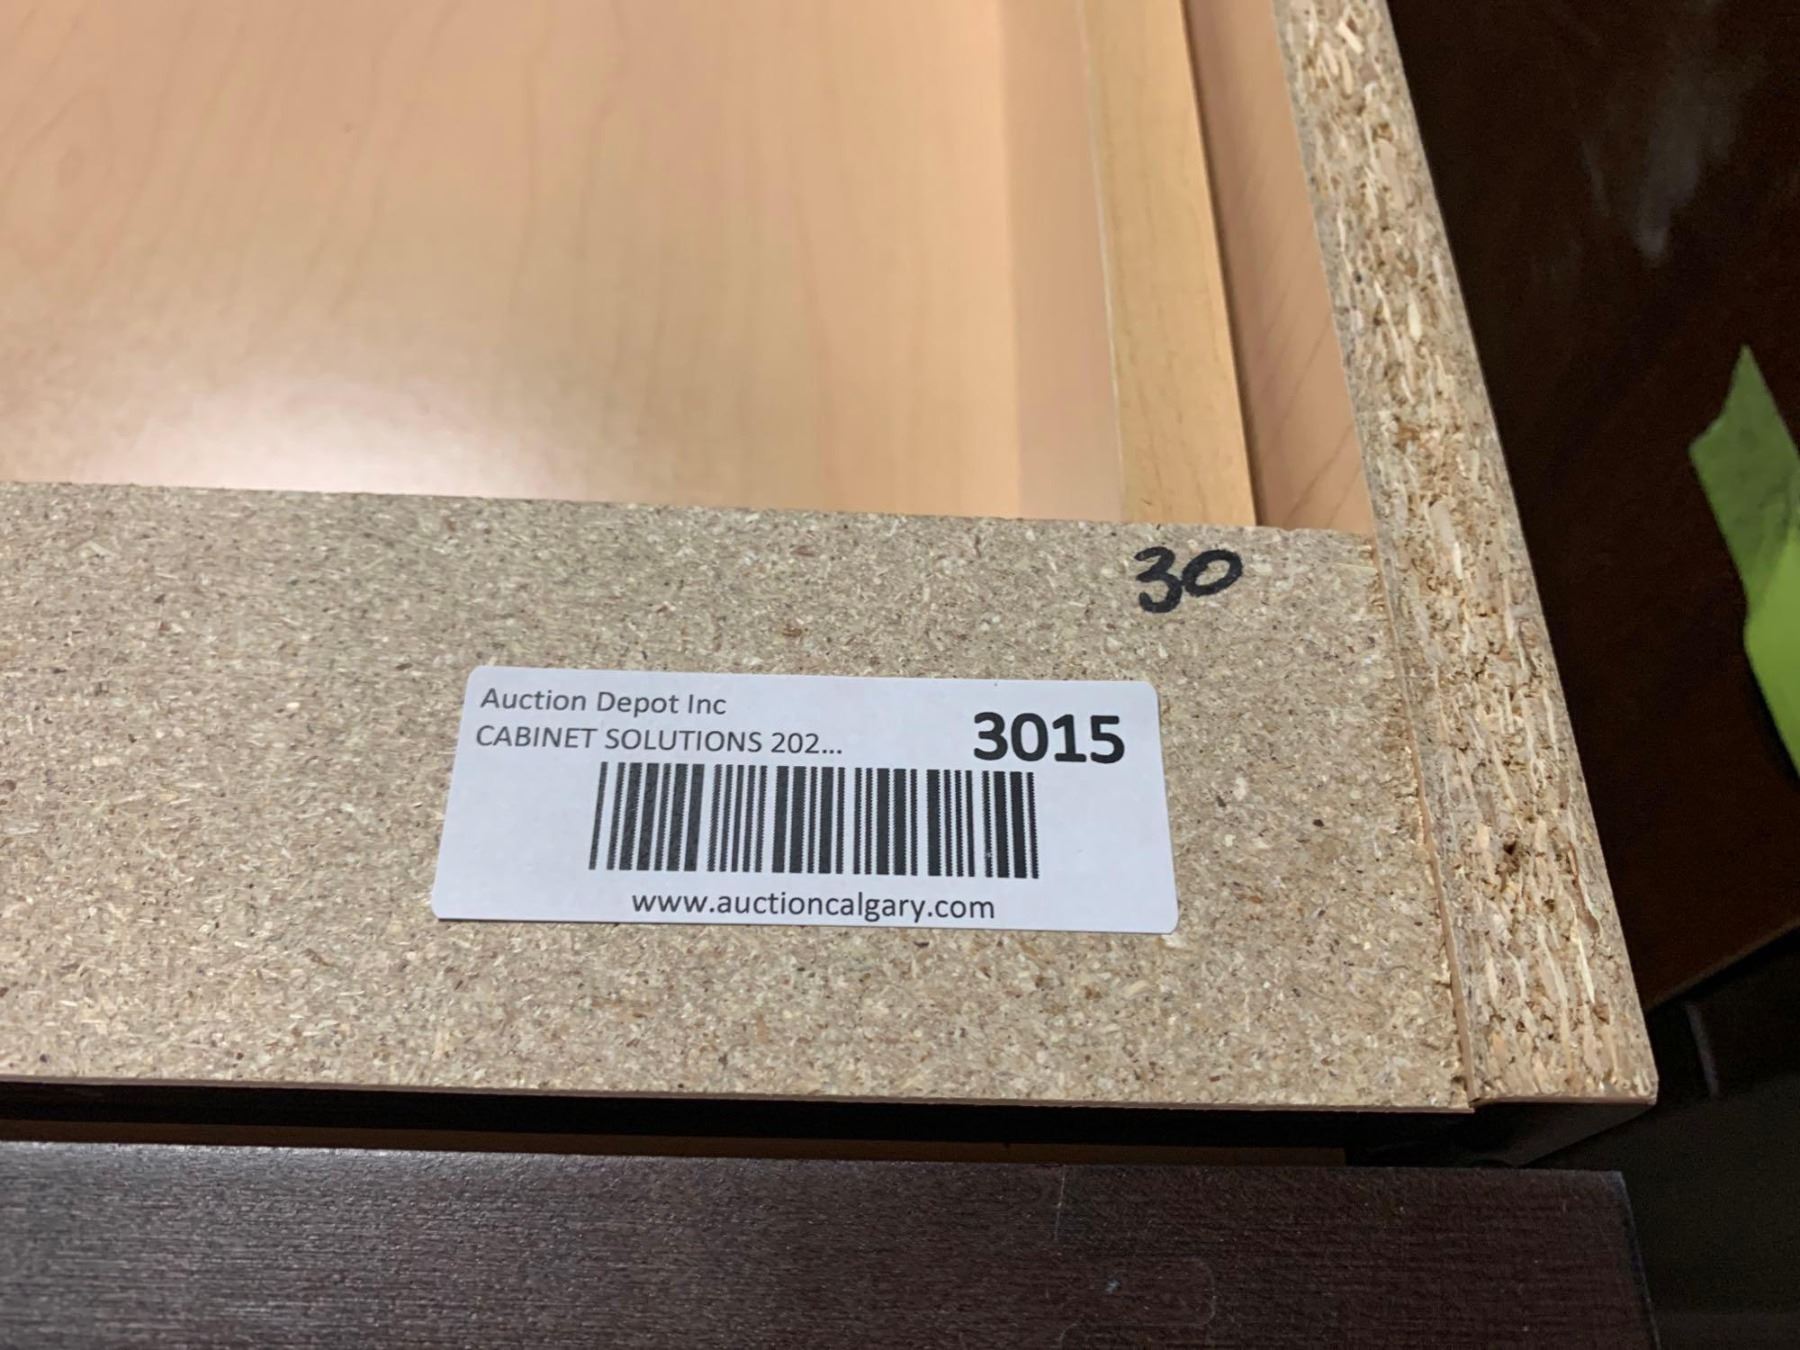 30
Auction Depot Inc
CABINET SOLUTIONS 202...
3015
www.auctioncalgary.com